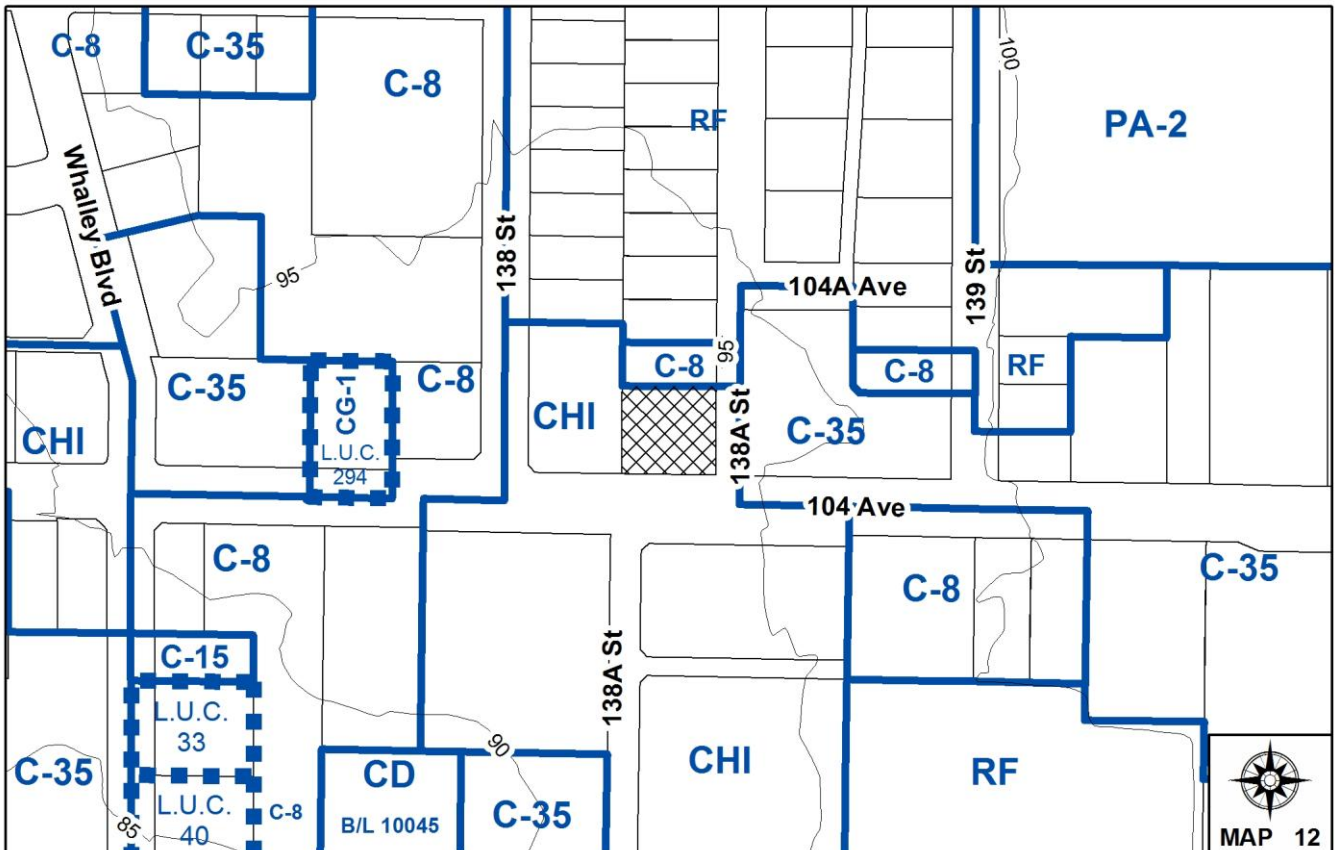 C-8
C-35
C-8
RF
100
PA-2
Whalley Blvd
138 St
95
139 St
104A Ave
C-35
CG-1
L.U.C.
294
C-8
CHI
CHI
C-8
95
138A St
C-35
C-8
RF
104 Ave
C-8
C-8
C-35
C-15
138A St
L.U.C.
33
90
C-35
CD
CHI
RF
L.U.C.
40
C-8
B/L 10045
C-35
85
MAP 12